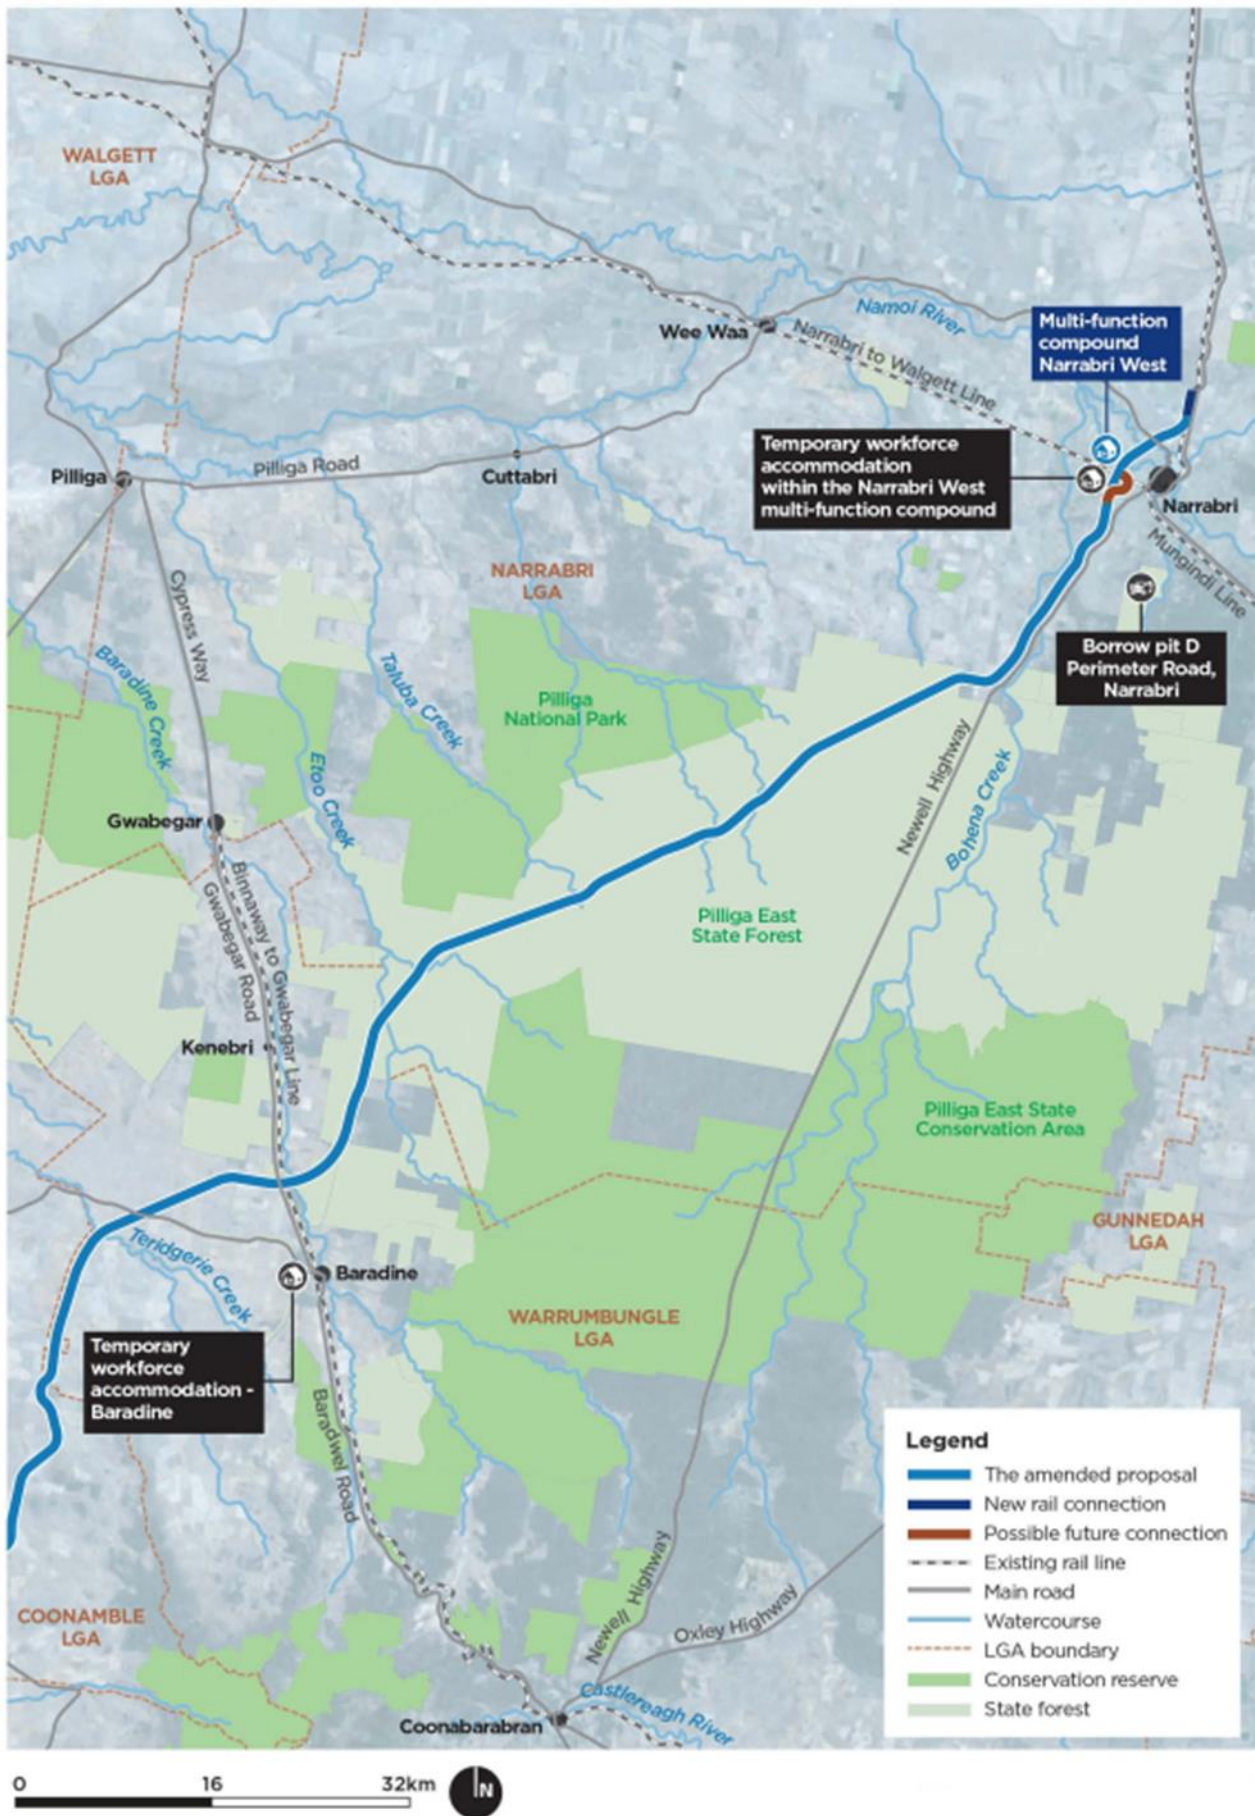 WALGETT
LGA
Wee Waa
Namoi River
Narrabri to Walgett Line
Multi-function
compound
Narrabri West
Temporary workforce
accommodation
within the Narrabri West
multi-function compound
Pilliga
Pilliga Road
Cuttabri
Narrabri
Mungindi Line
NARRABRI
LGA
Cypress Way
Borrow pit D
Perimeter Road,
Narrabri
Baradine Creek
Taluba Creek
Pilliga
National Park
Etoo Creek
Newell Highway
Bohena Creek
Gwabegar
Binnaway to Gwabegar Line
Gwabegar Road
Pilliga East
State Forest
Kenebri
Pilliga East State
Conservation Area
Teridgerie Creek
GUNNEDAH
LGA
Baradine
WARRUMBUNGLE
LGA
Temporary
workforce
accommodation -
Baradine
Baradwel Road
COONAMBLE
LGA
Newell Highway
Oxley Highway
Castlereagh River
Coonabarabran
Legend
The amended proposal
New rail connection
Possible future connection
Existing rail line
Main road
Watercourse
LGA boundary
Conservation reserve
State forest
0 16 32km
N